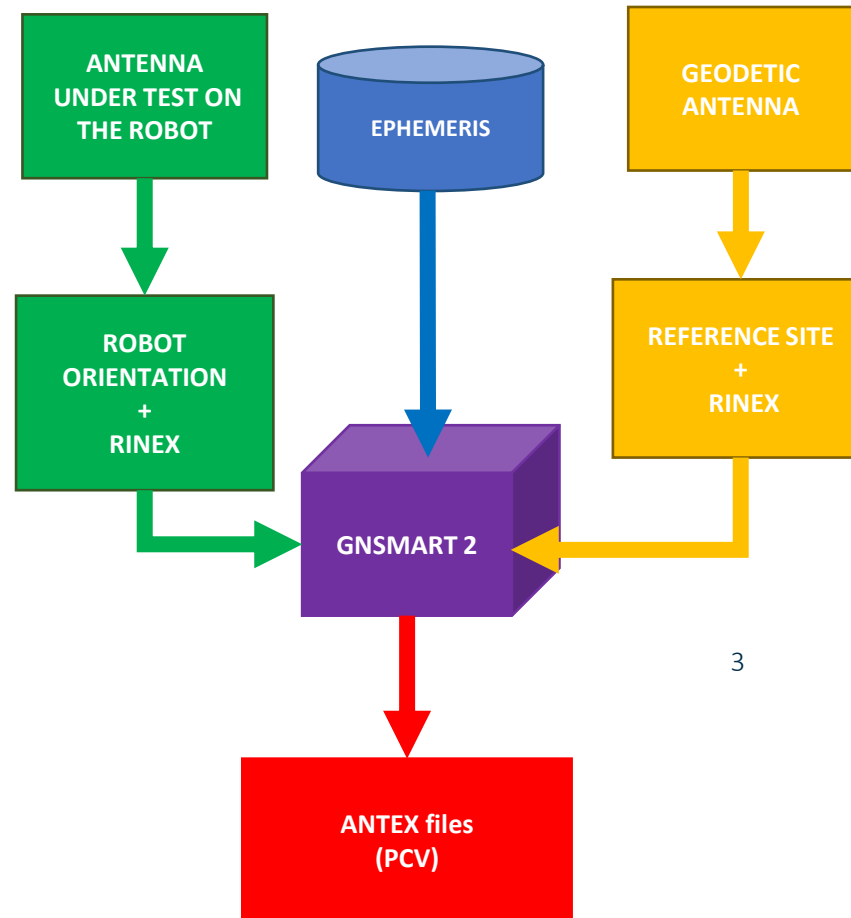 ANTENNA
UNDER TEST ON
THE ROBOT
EPHEMERIS
GEODETIC
ANTENNA
ROBOT
ORIENTATION
+
RINEX
REFERENCE SITE
+
RINEX
GNSMART 2
3
ANTEX files
(PCV)